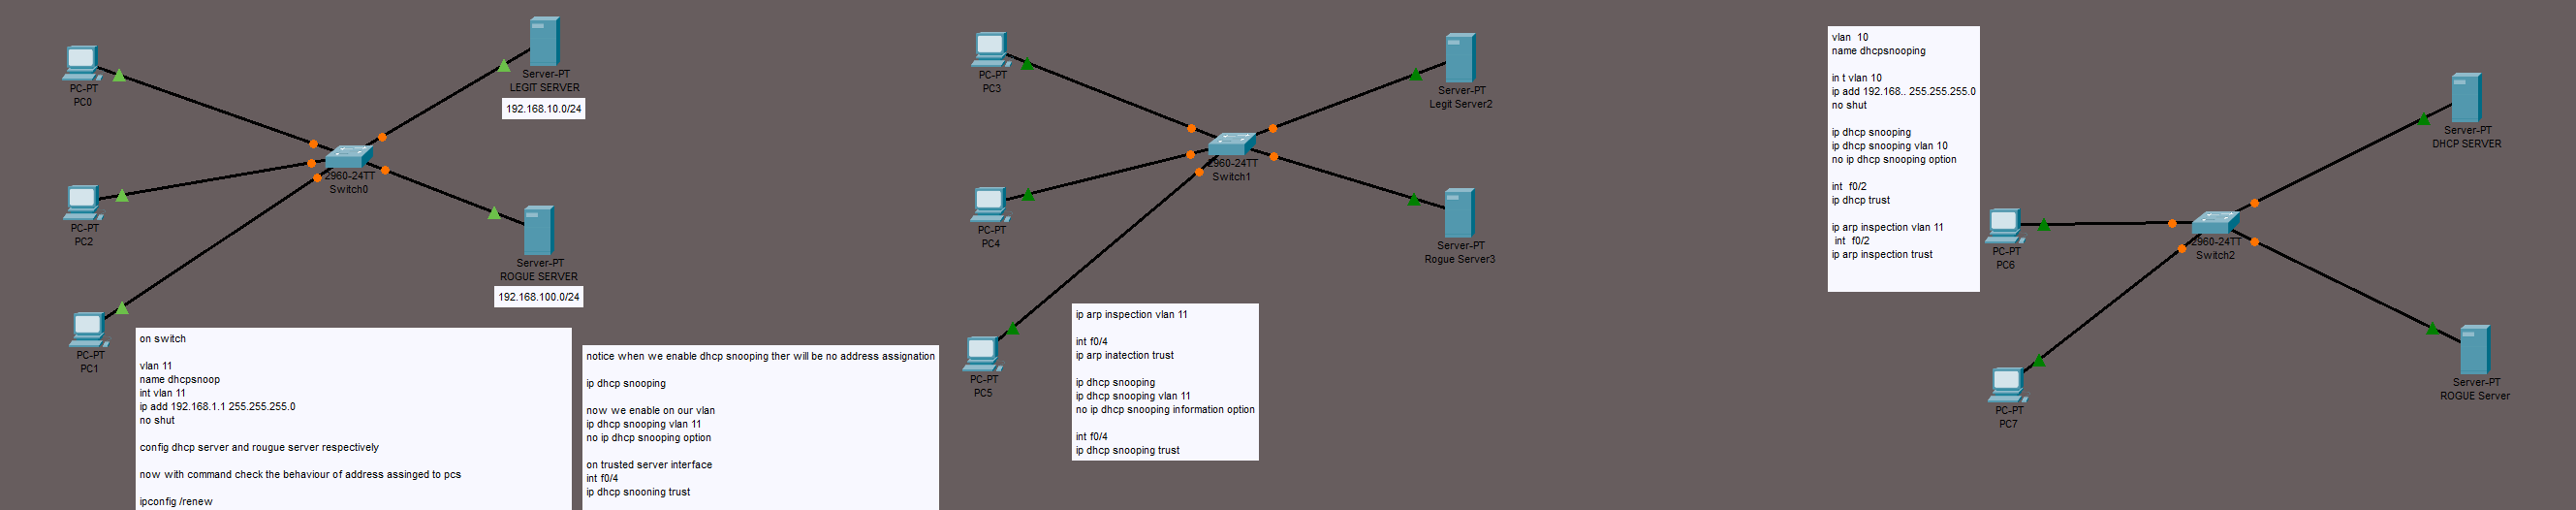 PC-PT
PC0
PC-PT
PC2
PC-PT
PC1
2960-24TT
Switch0
Server-PT
LEGIT SERVER
192.168.10.0/24
Server-PT
ROGUE SERVER
192.168.100.0/24
on switch
vlan 11
name dhcpsnoop
int vlan 11
ip add 192.168.1.1 255.255.255.0
no shut
config dhcp server and rougue server respectively
now with command check the behaviour of address assinged to pcs
ipconfig /renew
notice when we enable dhcp snooping ther will be no address assignation
ip dhcp snooping
now we enable on our vlan
ip dhcp snooping vlan 11
no ip dhcp snooping option
on trusted server interface
int f0/4
ip dhcp snooning trust
PC-PT
PC3
PC-PT
PC4
PC-PT
PC5
2960-24TT
Switch1
Server-PT
Legit Server2
Server-PT
Rogue Server3
ip arp inspection vlan 11
int f0/4
ip arp inatection trust
ip dhcp snooping
ip dhcp snooping vlan 11
no ip dhcp snooping information option
int f0/4
ip dhcp snooping trust
vlan 10
name dhcpsnooping
in t vlan 10
ip add 192.168.. 255.255.255.0
no shut
ip dhcp snooping
ip dhcp snooping vlan 10
no ip dhcp snooping option
int f0/2
ip dhcp trust
ip arp inspection vlan 11
int f0/2
ip arp inspection trust
PC-PT
PC6
PC-PT
PC7
2960-24TT
Switch2
Server-PT
DHCP SERVER
Server-PT
ROGUE Server